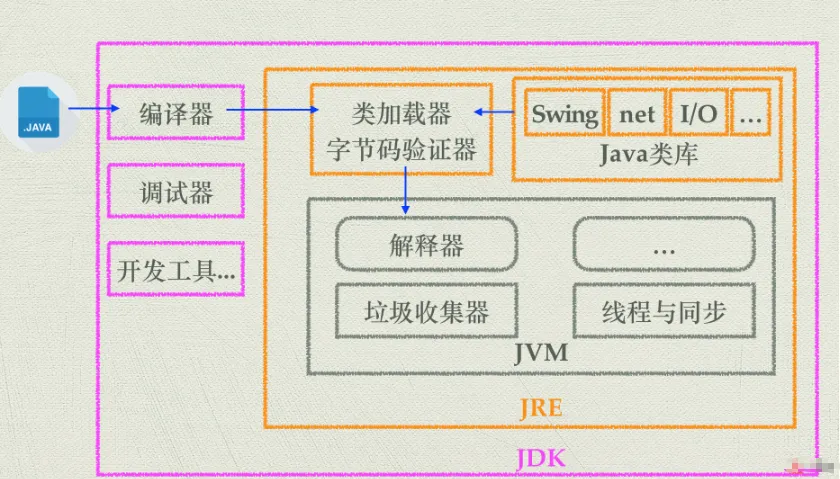 .JAVA
编译器
调试器
开发工具...
类加载器
字节码验证器
Swing
net
I/O
...
Java类库
解释器
...
垃圾收集器
线程与同步
JVM
JRE
JDK